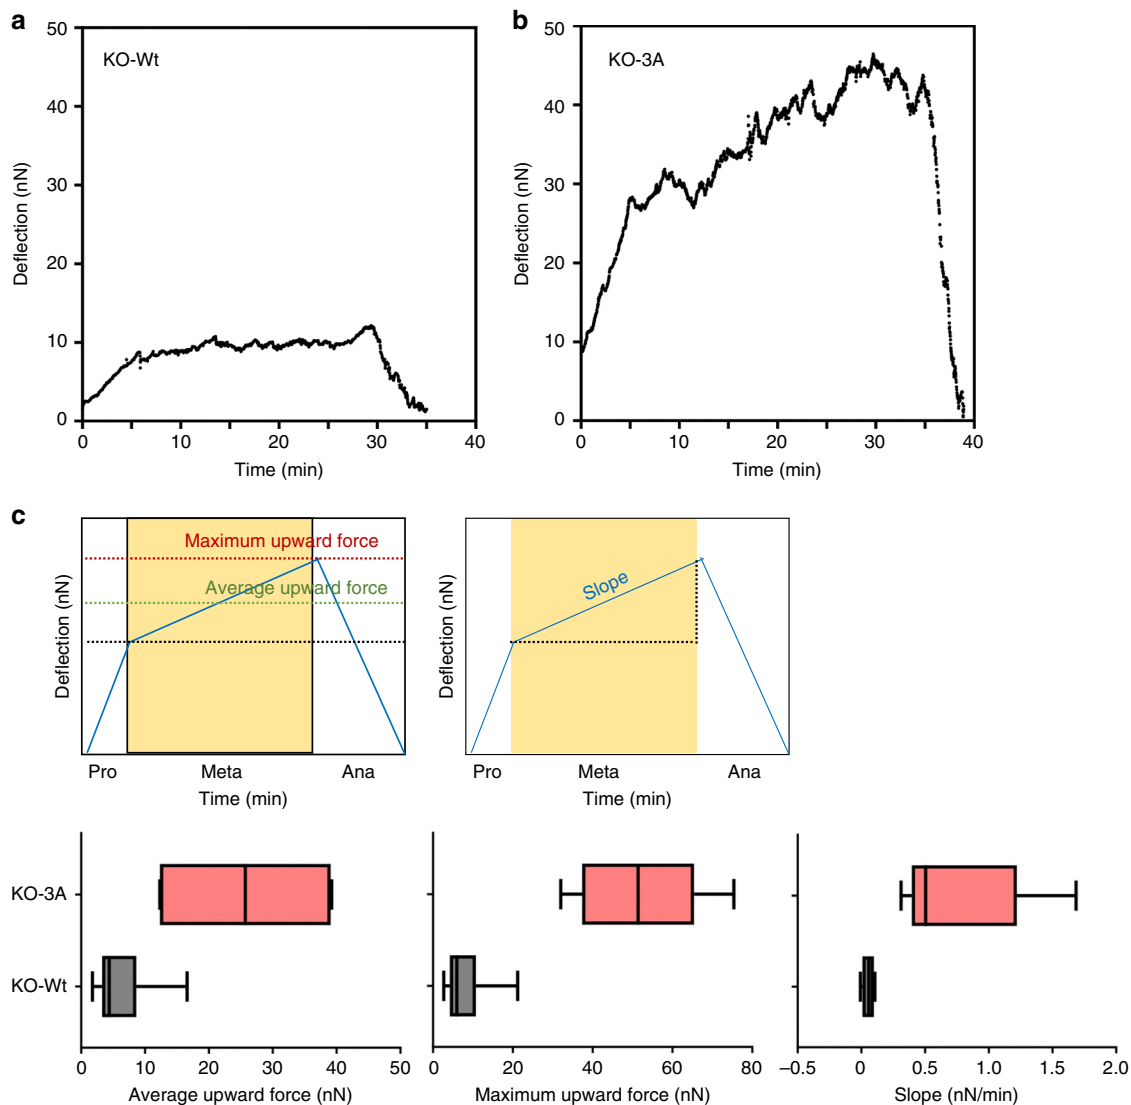 a
b
KO-Wt
KO-3A
50
40
30
20
10
0
Deflection (nN)
0 10 20 30 40
Time (min)
50
40
30
20
10
0
Deflection (nN)
0 10 20 30 40
Time (min)
c
Maximum upward force
Average upward force
Deflection (nN)
Pro Meta Ana
Time (min)
Slope
Deflection (nN)
Pro Meta Ana
Time (min)
KO-3A
KO-Wt
0 10 20 30 40 50
Average upward force (nN)
0 20 40 60 80
Maximum upward force (nN)
–0.5 0 0.5 1.0 1.5 2.0
Slope (nN/min)